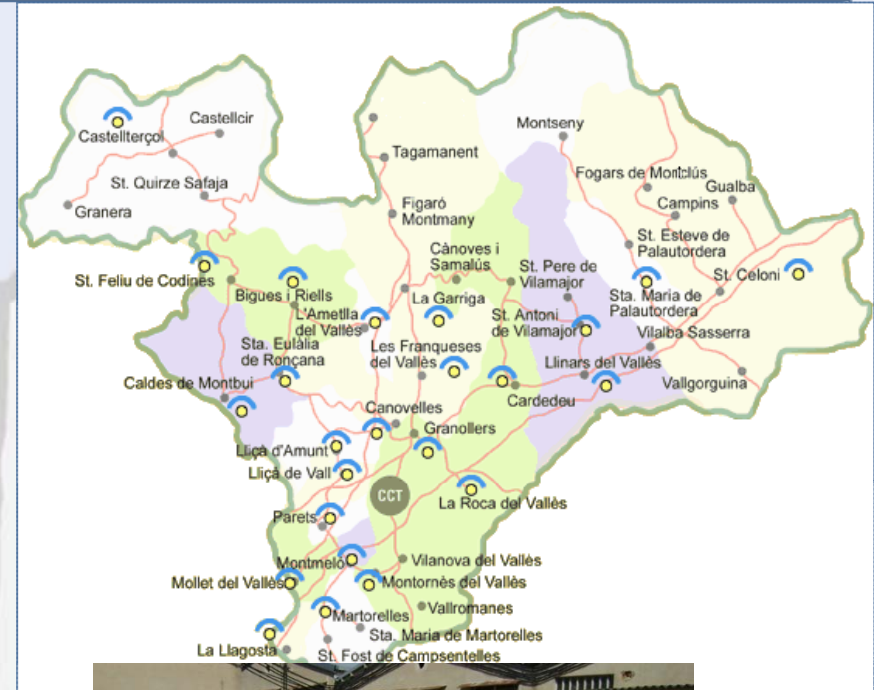 Castellterçol
Castellcir
St. Quirze Safaja
Granera
Montseny
Tagamanent
Fogars de Montclús
Gualba
Campins
Figaró
Montmany
St. Esteve de
Palautordera
Cànoves i
Samalús
St. Pere de
Vilamajor
St. Celoni
St. Feliu de Codines
Bigues i Riells
La Garriga
Sta. Maria de
Palautordera
L'Ametlla
del Vallès
St. Antoni
de Vilamajor
Vilalba Sasserra
Sta. Eulàlia
de Ronçana
Les Franqueses
del Vallès
Llinars del Vallès
Caldes de Montbui
Vallgorguina
Cardedeu
Canovelles
Granollers
Lliçà d'Amunt
Lliçà de Vall
CCT
La Roca del Vallès
Parets
Montmeló
Vilanova del Vallès
Mollet del Vallès
Montornès del Vallès
Vallromanes
Martorelles
Sta. Maria de Martorelles
La Llagosta
St. Fost de Campsentelles